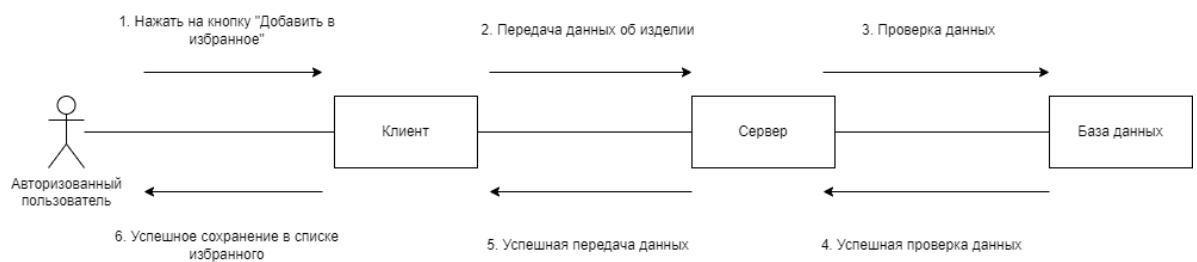 1. Нажать на кнопку "Добавить в
избранное"
2. Передача данных об изделии
3. Проверка данных
Клиент
Сервер
База данных
Авторизованный
пользователь
6. Успешное сохранение в списке
избранного
5. Успешная передача данных
4. Успешная проверка данных